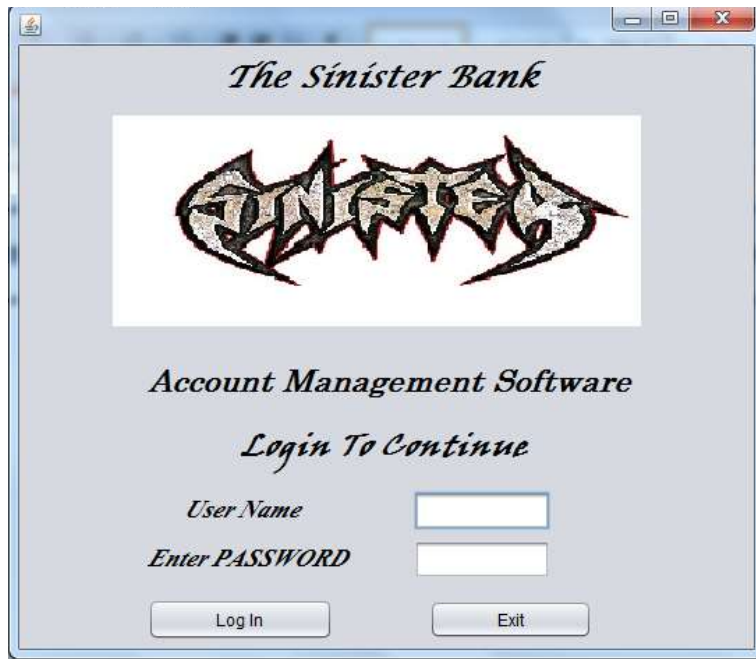 The Sinister Bank
SINISTER
Account Management Software
Login To Continue
User Name
Enter PASSWORD
Log In Exit